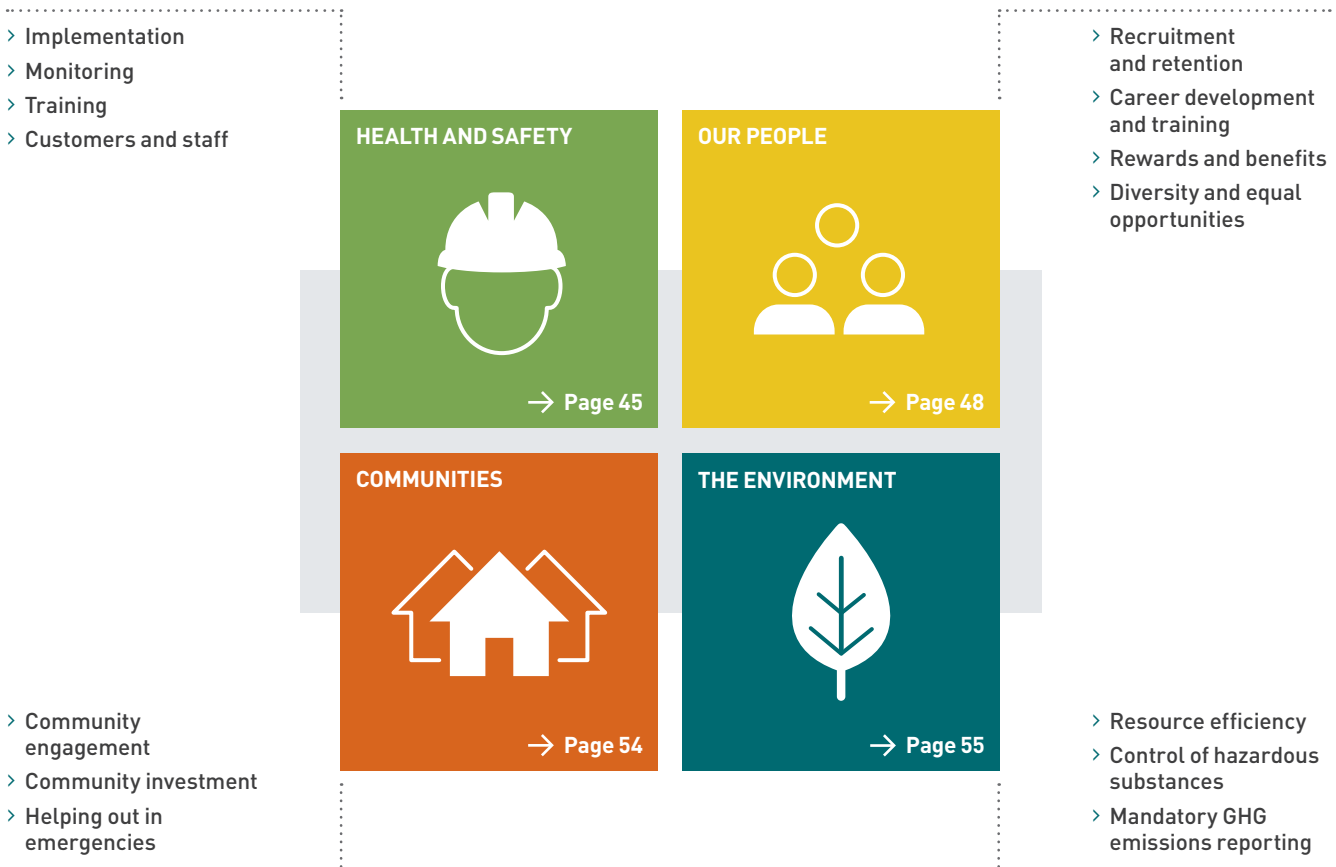 > Implementation
> Monitoring
> Training
> Customers and staff
HEALTH AND SAFETY
→ Page 45
OUR PEOPLE
→ Page 48
> Recruitment
and retention
> Career development
and training
> Rewards and benefits
> Diversity and equal
opportunities
COMMUNITIES
→ Page 54
> Community
engagement
> Community investment
> Helping out in
emergencies
THE ENVIRONMENT
→ Page 55
> Resource efficiency
> Control of hazardous
substances
> Mandatory GHG
emissions reporting